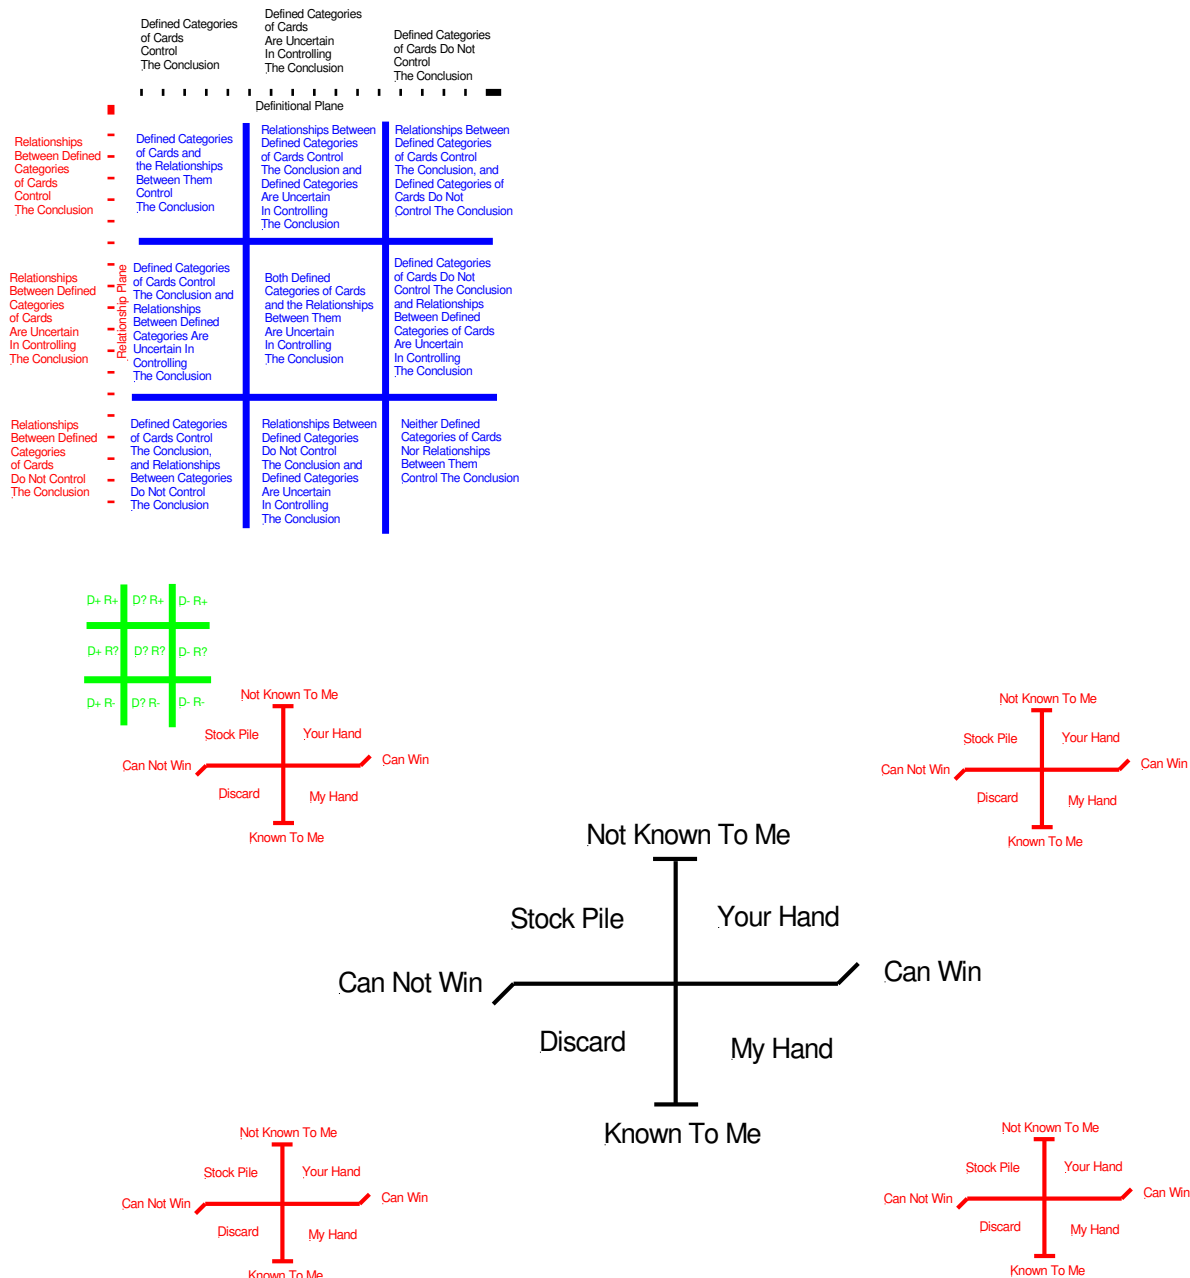 Defined Categories
of Cards
Control
The Conclusion
Defined Categories
of Cards
Are Uncertain
In Controlling
The Conclusion
Defined Categories
of Cards Do Not
Control
The Conclusion
Definitional Plane
Relationships
Between Defined
Categories
of Cards
Control
The Conclusion
Defined Categories
of Cards and
the Relationships
Between Them
Control
The Conclusion
Relationships Between
Defined Categories
of Cards Control
The Conclusion and
Defined Categories
Are Uncertain
In Controlling
The Conclusion
Relationships Between
Defined Categories
of Cards Control
The Conclusion, and
Defined Categories of
Cards Do Not
Control The Conclusion
Relationships
Between Defined
Categories
of Cards
Are Uncertain
In Controlling
The Conclusion
Relationship Plane
Defined Categories
of Cards Control
The Conclusion and
Relationships
Between Defined
Categories Are
Uncertain In
Controlling
The Conclusion
Both Defined
Categories of Cards
and the Relationships
Between Them
Are Uncertain
In Controlling
The Conclusion
Defined Categories
of Cards Do Not
Control The Conclusion
and Relationships
Between Defined
Categories of Cards
Are Uncertain
In Controlling
The Conclusion
Relationships
Between Defined
Categories
of Cards
Do Not Control
The Conclusion
Defined Categories
of Cards Control
The Conclusion,
and Relationships
Between Categories
Do Not Control
The Conclusion
Relationships Between
Defined Categories
Do Not Control
The Conclusion and
Defined Categories
Are Uncertain
In Controlling
The Conclusion
Neither Defined
Categories of Cards
Nor Relationships
Between Them
Control The Conclusion
D+ R+ D? R+ D- R+
D+ R? D? R? D- R?
D+ R- D? R- D- R-
Not Known To Me
Stock Pile Your Hand
Can Not Win Can Win
Discard My Hand
Known To Me
Not Known To Me
Stock Pile Your Hand
Can Not Win Can Win
Discard My Hand
Known To Me
Not Known To Me
Stock Pile Your Hand
Can Not Win Can Win
Discard My Hand
Known To Me
Not Known To Me
Stock Pile Your Hand
Can Not Win Can Win
Discard My Hand
Known To Me
Not Known To Me
Stock Pile Your Hand
Can Not Win Can Win
Discard My Hand
Known To Me